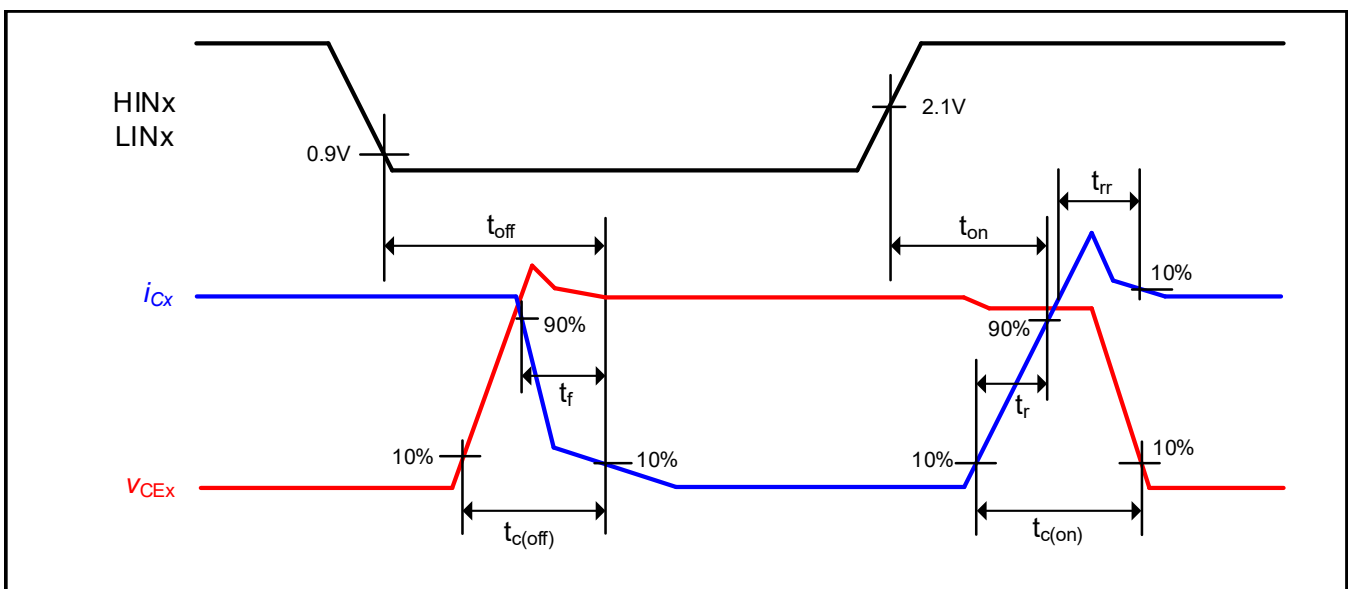 HINx
LINx
0.9V
2.1V
trr
toff
ton
iCx
10%
90%
90%
tf
tr
10%
10%
10%
10%
vCEx
tc(off)
tc(on)